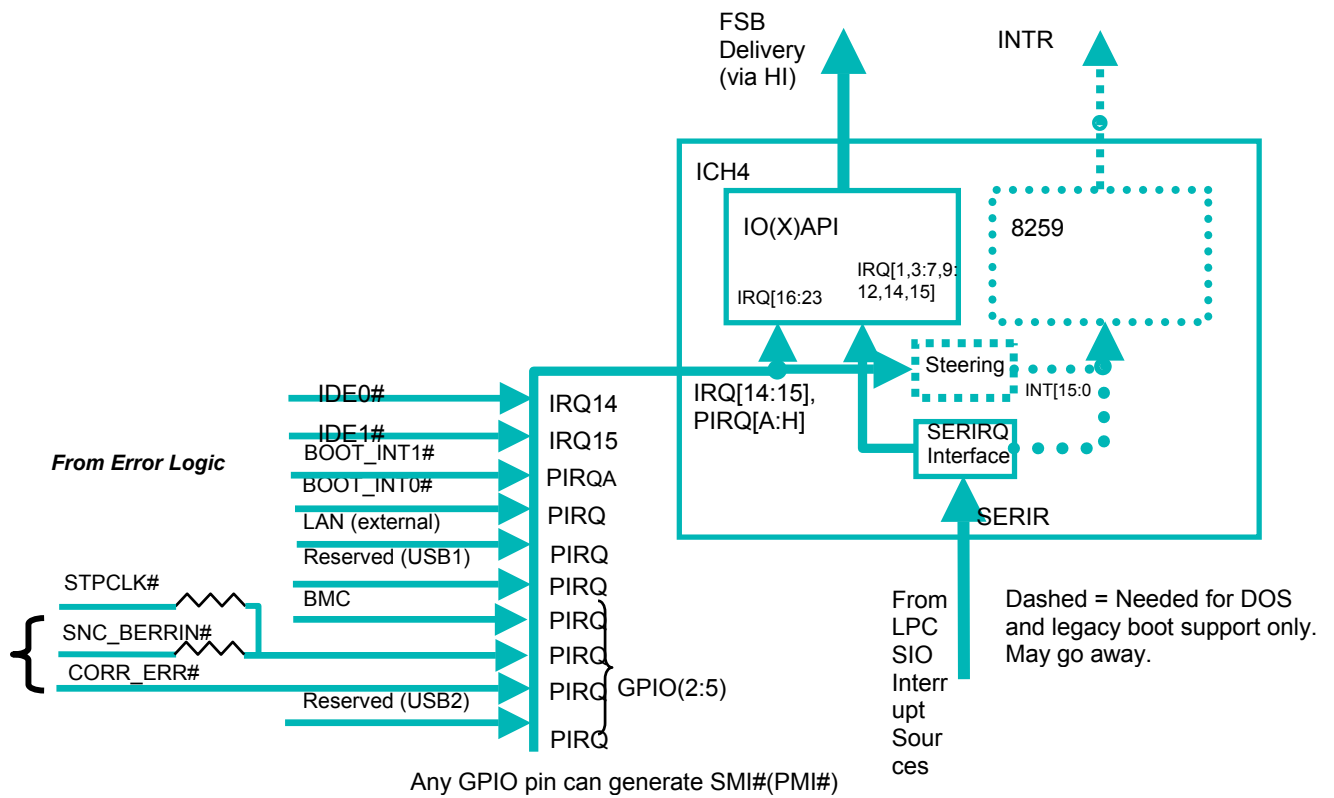 FSB
Delivery
(via HI)
INTR
ICH4
IO(X)API
8259
IRQ[1,3:7,9:
12,14,15]
IRQ[16:23
Steering
INT[15:0
IRQ[14:15],
PIRQ[A:H]
SERIRQ
Interface
SERIR
IDE0#
IRQ14
IDE1#
IRQ15
From Error Logic
BOOT_INT1#
PIRQA
BOOT_INT0#
PIRQ
LAN (external)
PIRQ
Reserved (USB1)
PIRQ
STPCLK#
BMC
PIRQ
SNC_BERRIN#
PIRQ
CORR_ERR#
PIRQ
GPIO(2:5)
Reserved (USB2)
PIRQ
From
LPC
SIO
Interr
upt
Sour
ces
Dashed = Needed for DOS
and legacy boot support only.
May go away.
Any GPIO pin can generate SMI#(PMI#)